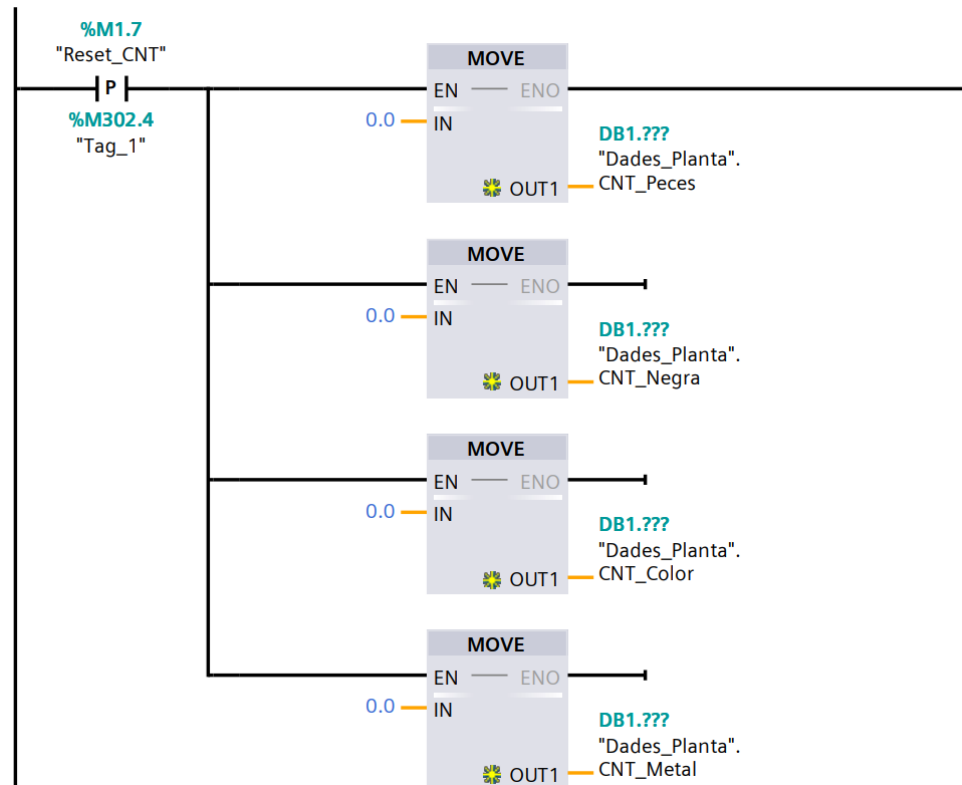 %M1.7
"Reset_CNT"
P
%M302.4
"Tag_1"
MOVE
EN ENO
0.0 IN
DB1.???
"Dades_Planta".
OUT1 CNT_Peces
MOVE
EN ENO
0.0 IN
DB1.???
"Dades_Planta".
OUT1 CNT_Negra
MOVE
EN ENO
0.0 IN
DB1.???
"Dades_Planta".
OUT1 CNT_Color
MOVE
EN ENO
0.0 IN
DB1.???
"Dades_Planta".
OUT1 CNT_Metal